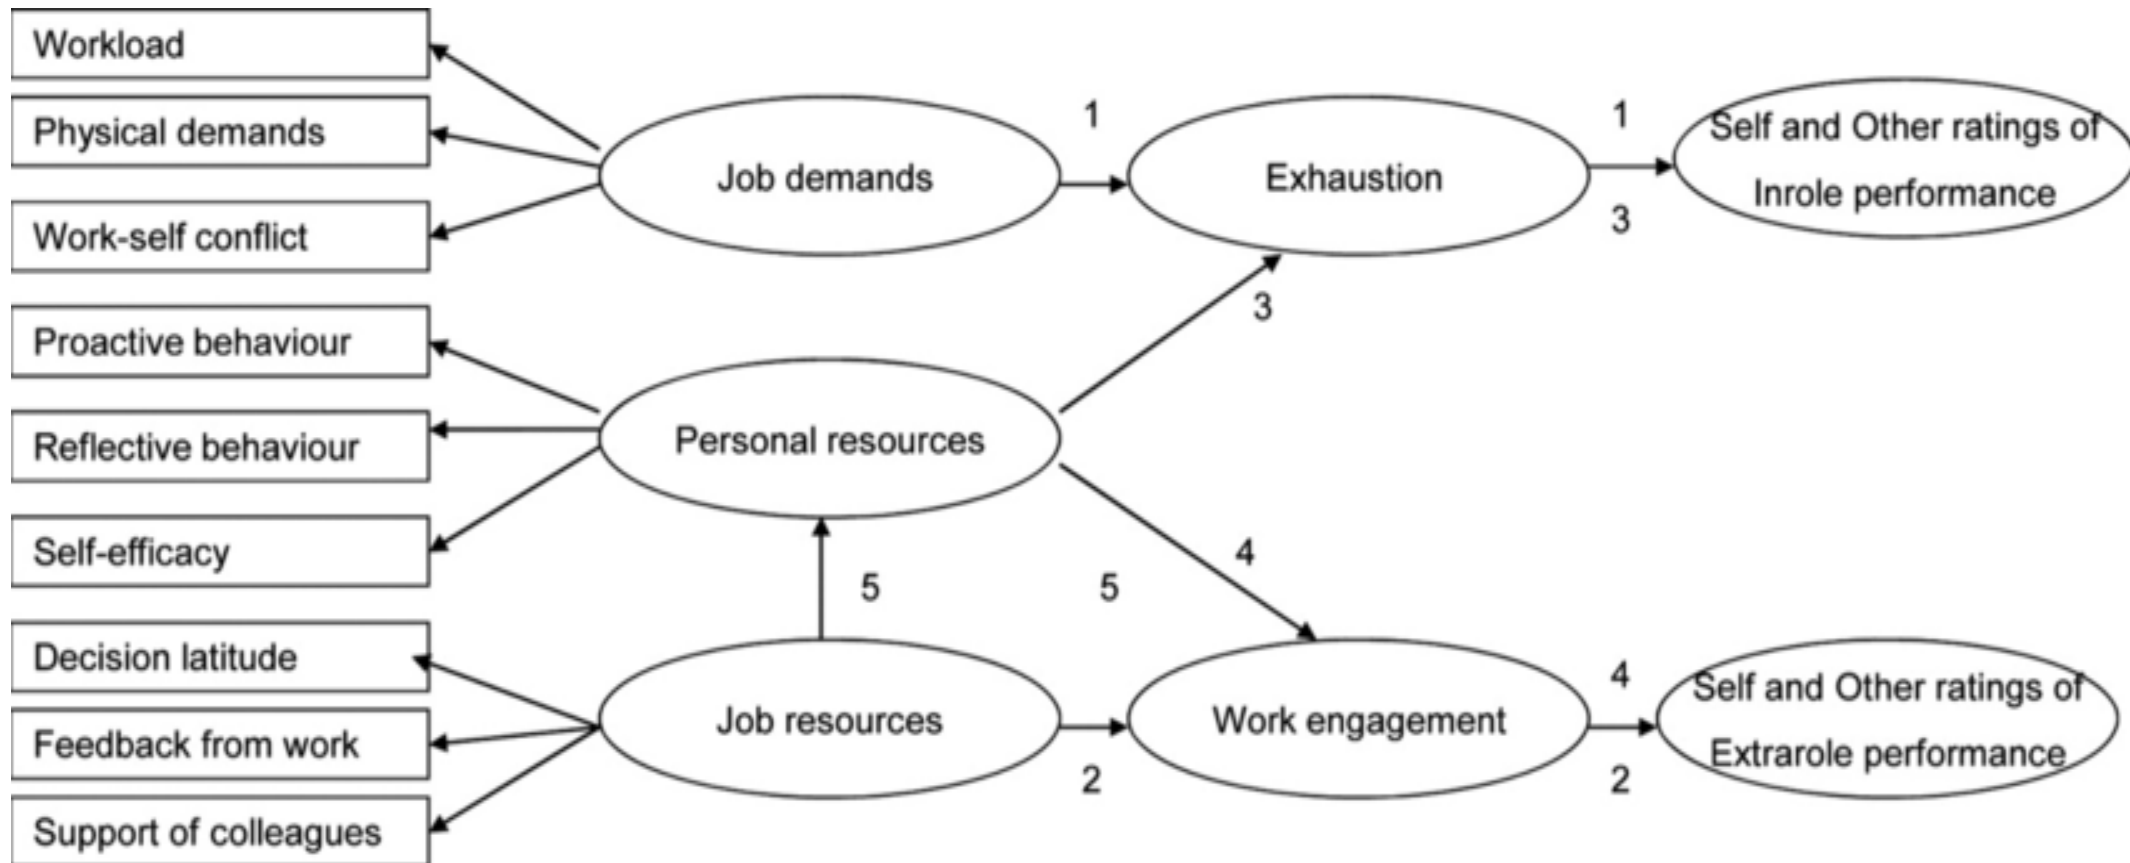 Workload
Physical demands
Work-self conflict
Proactive behaviour
Reflective behaviour
Self-efficacy
Decision latitude
Feedback from work
Support of colleagues
Job demands
Personal resources
5
Job resources
1
3
5
4
2
Exhaustion
Work engagement
1
3
4
2
Self and Other ratings of
Inrole performance
Self and Other ratings of
Extrarole performance